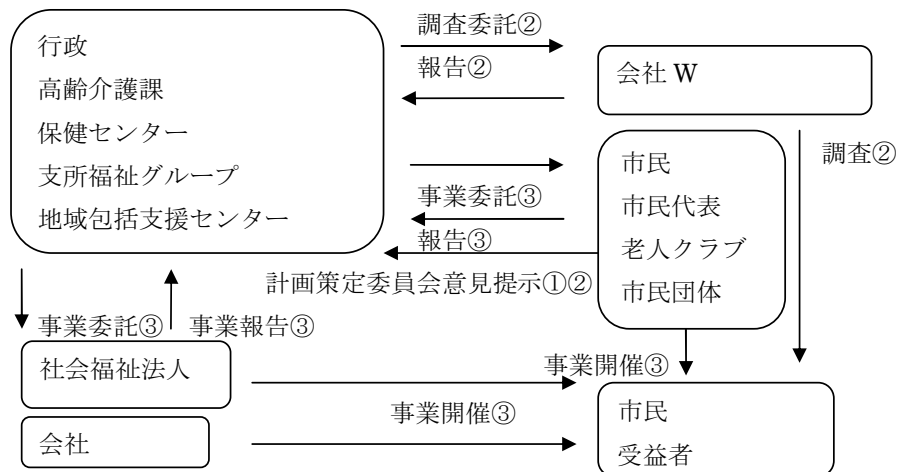 行政
高齢介護課
保健センター
支所福祉グループ
地域包括支援センター
調査委託②
報告②
会社 W
調査②
市民
市民代表
老人クラブ
市民団体
事業委託③
報告③
計画策定委員会意見提示①②
事業委託③
事業報告③
社会福祉法人
会社
事業開催③
事業開催③
市民
受益者